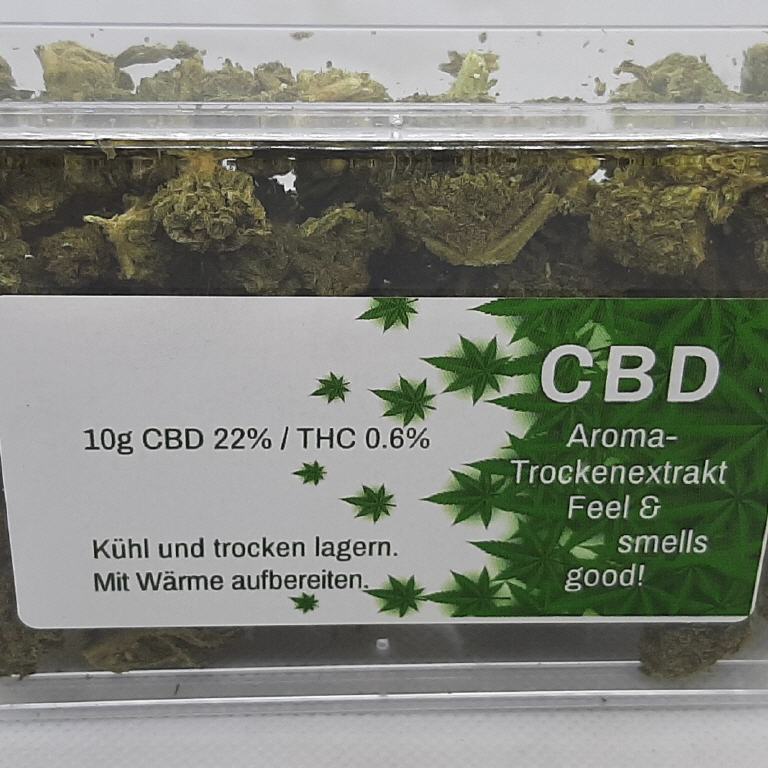 10g CBD 22% / THC 0.6%
Kühl und trocken lagern.
Mit Wärme aufbereiten.
CBD
Aroma-
Trockenextrakt
Feel &
smells
good!